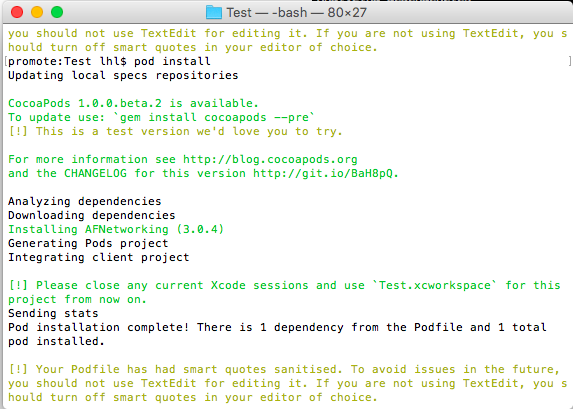 Test — -bash — 80×27
you should not use TextEdit for editing it. If you are not using TextEdit, you s
hould turn off smart quotes in your editor of choice.
[promote:Test lhl$ pod install ]
Updating local specs repositories
CocoaPods 1.0.0.beta.2 is available.
To update use: `gem install cocoapods --pre`
[!] This is a test version we'd love you to try.
For more information see http://blog.cocoapods.org
and the CHANGELOG for this version http://git.io/BaH8pQ.
Analyzing dependencies
Downloading dependencies
Installing AFNetworking (3.0.4)
Generating Pods project
Integrating client project
[!] Please close any current Xcode sessions and use `Test.xcworkspace` for this
project from now on.
Sending stats
Pod installation complete! There is 1 dependency from the Podfile and 1 total
pod installed.
[!] Your Podfile has had smart quotes sanitised. To avoid issues in the future,
you should not use TextEdit for editing it. If you are not using TextEdit, you s
hould turn off smart quotes in your editor of choice.